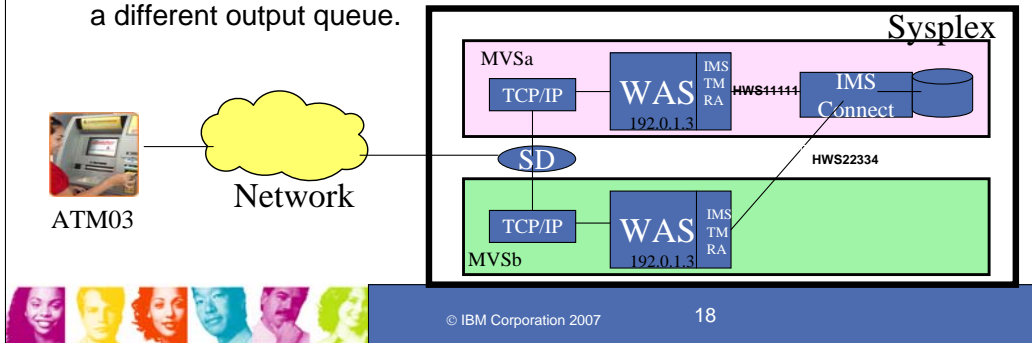 a different output queue.
Sysplex
MVSa
TCP/IP
WAS
192.0.1.3
IMS
TM
RA
HWS11111
IMS
Connect
SD
HWS22334
Network
ATM03
TCP/IP
WAS
192.0.1.3
IMS
TM
RA
MVSb
© IBM Corporation 2007
18